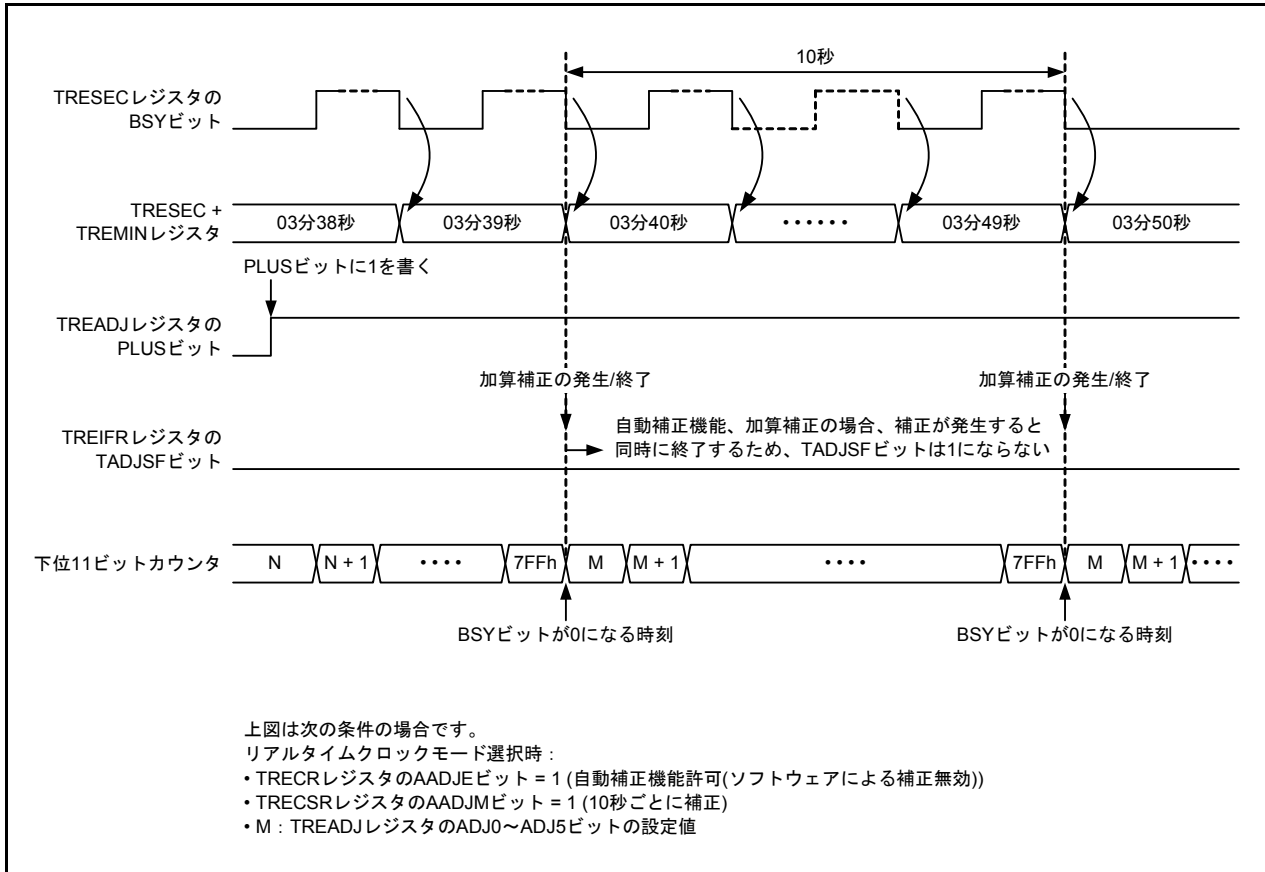 10秒
TRESECレジスタの
BSYビット
TRESEC +
TREMINレジスタ
03分38秒
03分39秒
03分40秒
••••••
03分49秒
03分50秒
PLUSビットに1を書く
TREADJレジスタの
PLUSビット
加算補正の発生/終了
加算補正の発生/終了
TREIFRレジスタの
TADJSFビット
自動補正機能、加算補正の場合、補正が発生すると
同時に終了するため、TADJSFビットは1にならない
下位11ビットカウンタ
N
N + 1
••••
7FFh
M
M + 1
••••
7FFh
M
M + 1
••••
BSYビットが0になる時刻
BSYビットが0になる時刻
上図は次の条件の場合です。
リアルタイムクロックモード選択時：
• TRECRレジスタのAADJEビット = 1 (自動補正機能許可(ソフトウェアによる補正無効))
• TRECSRレジスタのAADJMビット = 1 (10秒ごとに補正)
• M：TREADJレジスタのADJ0～ADJ5ビットの設定値